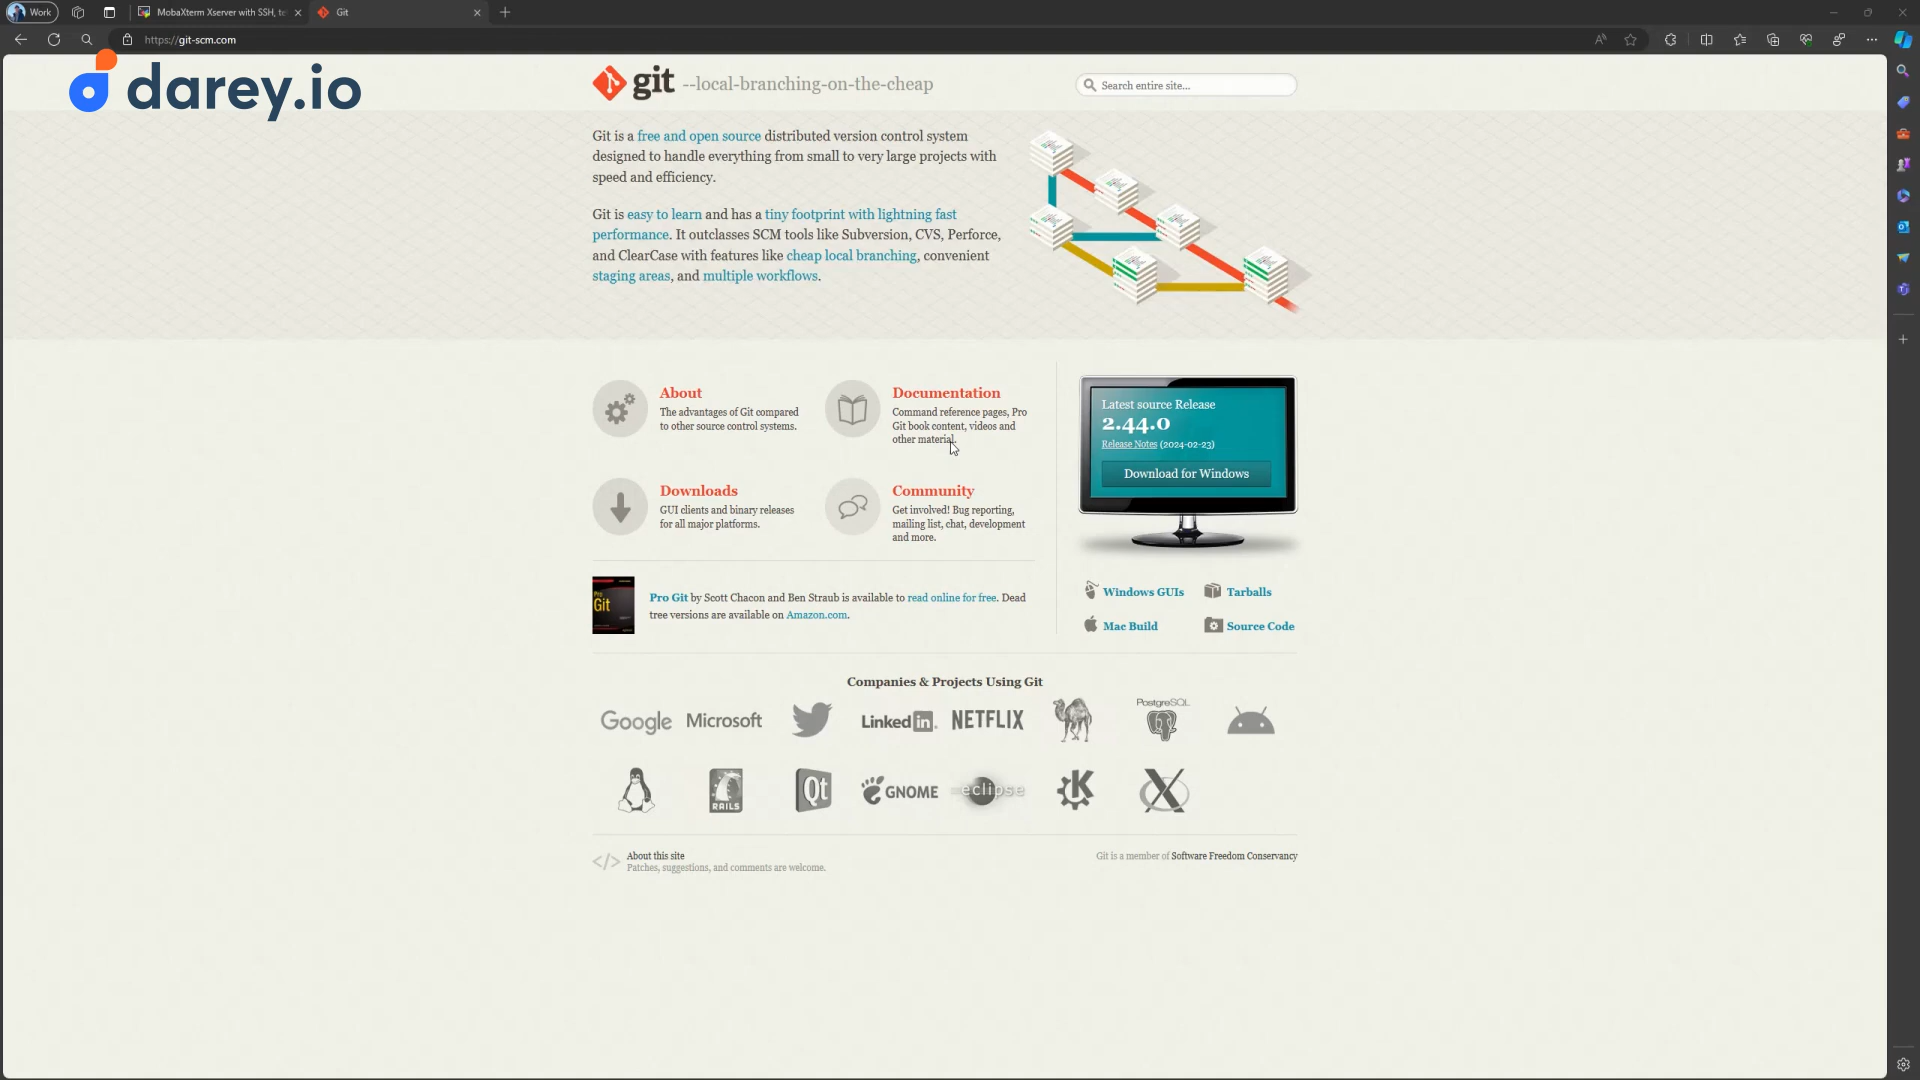 Work
MobaXterm Xserver with SSH, te
Git
https://git-scm.com
darey.io
git --local-branching-on-the-cheap
Search entire site...
Git is a free and open source distributed version control system
designed to handle everything from small to very large projects with
speed and efficiency.
Git is easy to learn and has a tiny footprint with lightning fast
performance. It outclasses SCM tools like Subversion, CVS, Perforce,
and ClearCase with features like cheap local branching, convenient
staging areas, and multiple workflows.
About
The advantages of Git compared
to other source control systems.
Documentation
Command reference pages, Pro
Git book content, videos and
other material.
Downloads
GUI clients and binary releases
for all major platforms.
Community
Get involved! Bug reporting,
mailing list, chat, development
and more.
Latest source Release
2.44.0
Release Notes (2024-02-23)
Download for Windows
Pro Git
Pro Git by Scott Chacon and Ben Straub is available to read online for free. Dead
tree versions are available on Amazon.com.
Windows GUIs
Tarballs
Mac Build
Source Code
Companies & Projects Using Git
Google Microsoft LinkedIn NETFLIX PostgreSQL
RAILS Qt GNOME eclipse
</> About this site
Patches, suggestions, and comments are welcome.
Git is a member of Software Freedom Conservancy